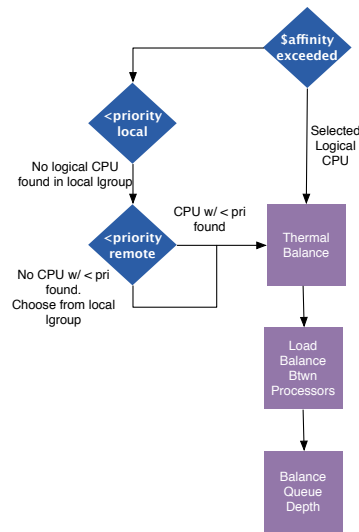 $affinity
exceeded
<priority
local
Selected
Logical
CPU
No logical CPU
found in local lgroup
CPU w/ < pri
found
<priority
remote
Thermal
Balance
No CPU w/ < pri
found.
Choose from local
lgroup
Load
Balance
Btwn
Processors
Balance
Queue
Depth